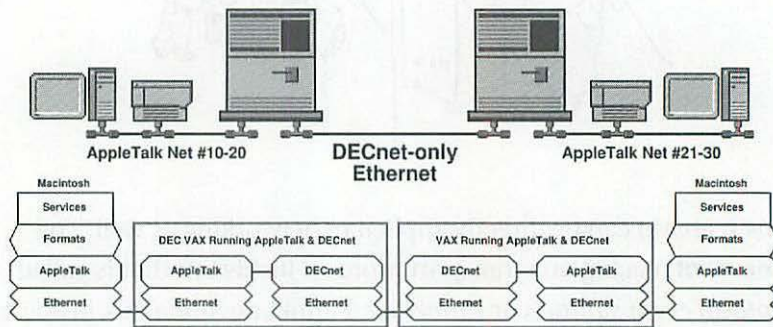 AppleTalk Net #10-20
DECnet-only
Ethernet
AppleTalk Net #21-30
Macintosh
Services
Formats
AppleTalk
Ethernet
DEC VAX Running AppleTalk & DECnet
AppleTalk
DECnet
Ethernet
Ethernet
VAX Running AppleTalk & DECnet
DECnet
AppleTalk
Ethernet
Ethernet
Macintosh
Services
Formats
AppleTalk
Ethernet